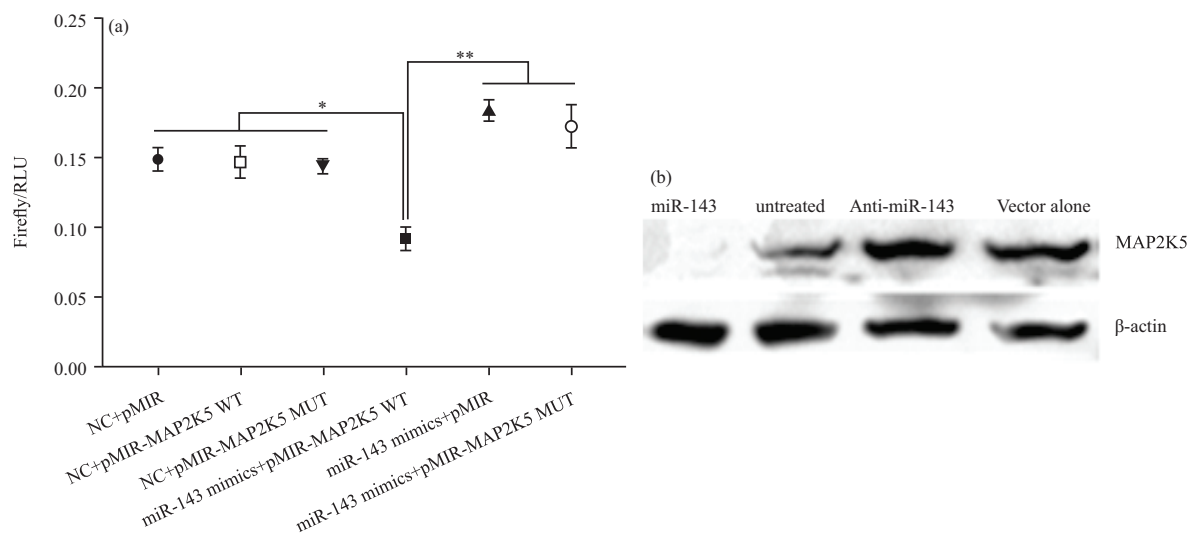 (a)
0.25
0.20
0.15
0.10
0.05
0.00
Firefly/RLU
*
**
NC+pMIR
NC+pMIR-MAP2K5 WT
NC+pMIR-MAP2K5 MUT
miR-143 mimics+pMIR-MAP2K5 WT
miR-143 mimics+pMIR
miR-143 mimics+pMIR-MAP2K5 MUT
(b)
miR-143 untreated Anti-miR-143 Vector alone
MAP2K5
β-actin